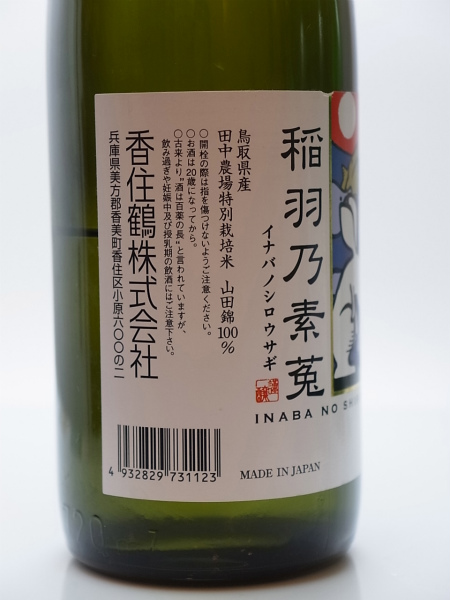 稲羽乃素菟
イナバノシロウサギ
INABA NO SH
鳥取県産
田中農場特別栽培米 山田錦100%
○開栓の際は指を傷つけないようご注意ください。
○お酒は20歳になってから。
○古来より"酒は百薬の長"と言われていますが、
飲み過ぎや妊娠中及び授乳期の飲酒にはご注意下さい。
香住鶴株式会社
兵庫県美方郡香美町香住区小原六〇〇の二
4 932829 731123
MADE IN JAPAN
720